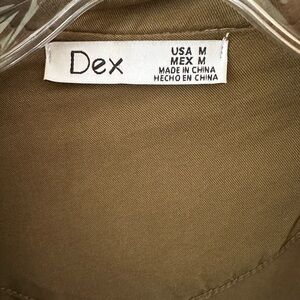 Dex
USA M
MEX M
MADE IN CHINA
HECHO EN CHINA